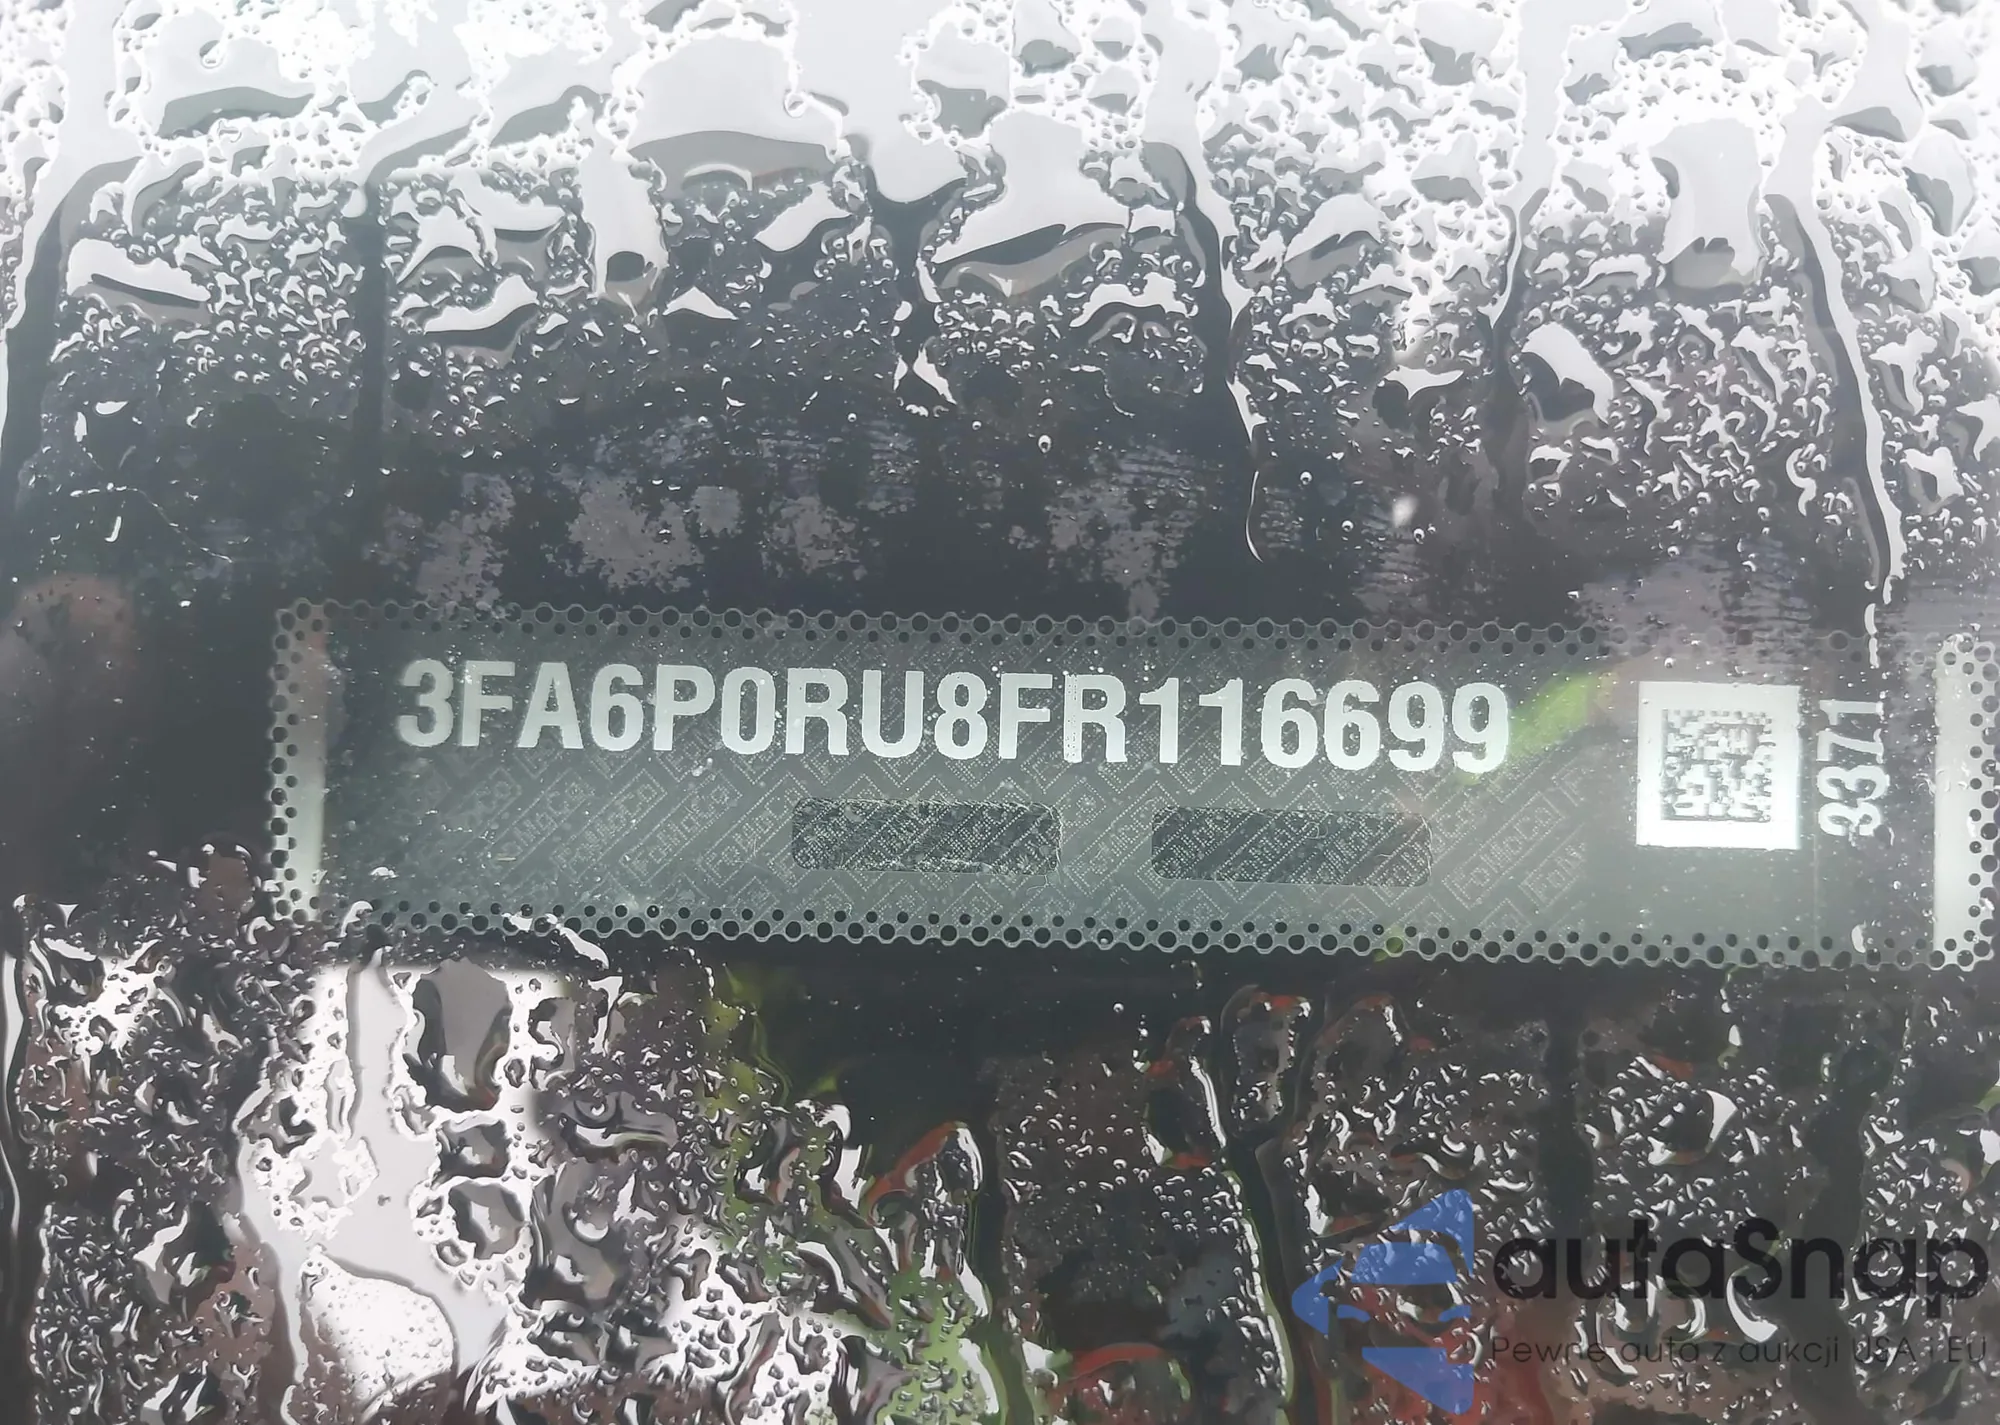 3FA6P0RU8FR116699
3371
autaSnap
Pewne auta z aukcji USA i EU